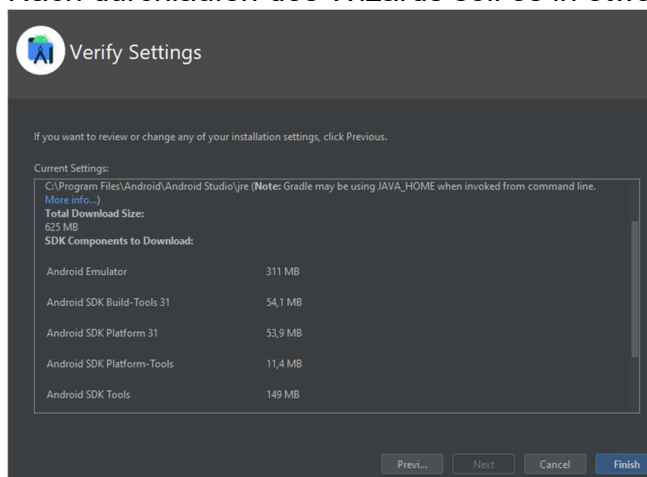 Verify Settings
If you want to review or change any of your installation settings, click Previous.
Current Settings:
C:\Program Files\Android\Android Studio\jre (Note: Gradle may be using JAVA_HOME when invoked from command line.
More info...)
Total Download Size:
625 MB
SDK Components to Download:
Android Emulator 311 MB
Android SDK Build-Tools 31 54,1 MB
Android SDK Platform 31 53,9 MB
Android SDK Platform-Tools 11,4 MB
Android SDK Tools 149 MB
Previ... Next Cancel Finish